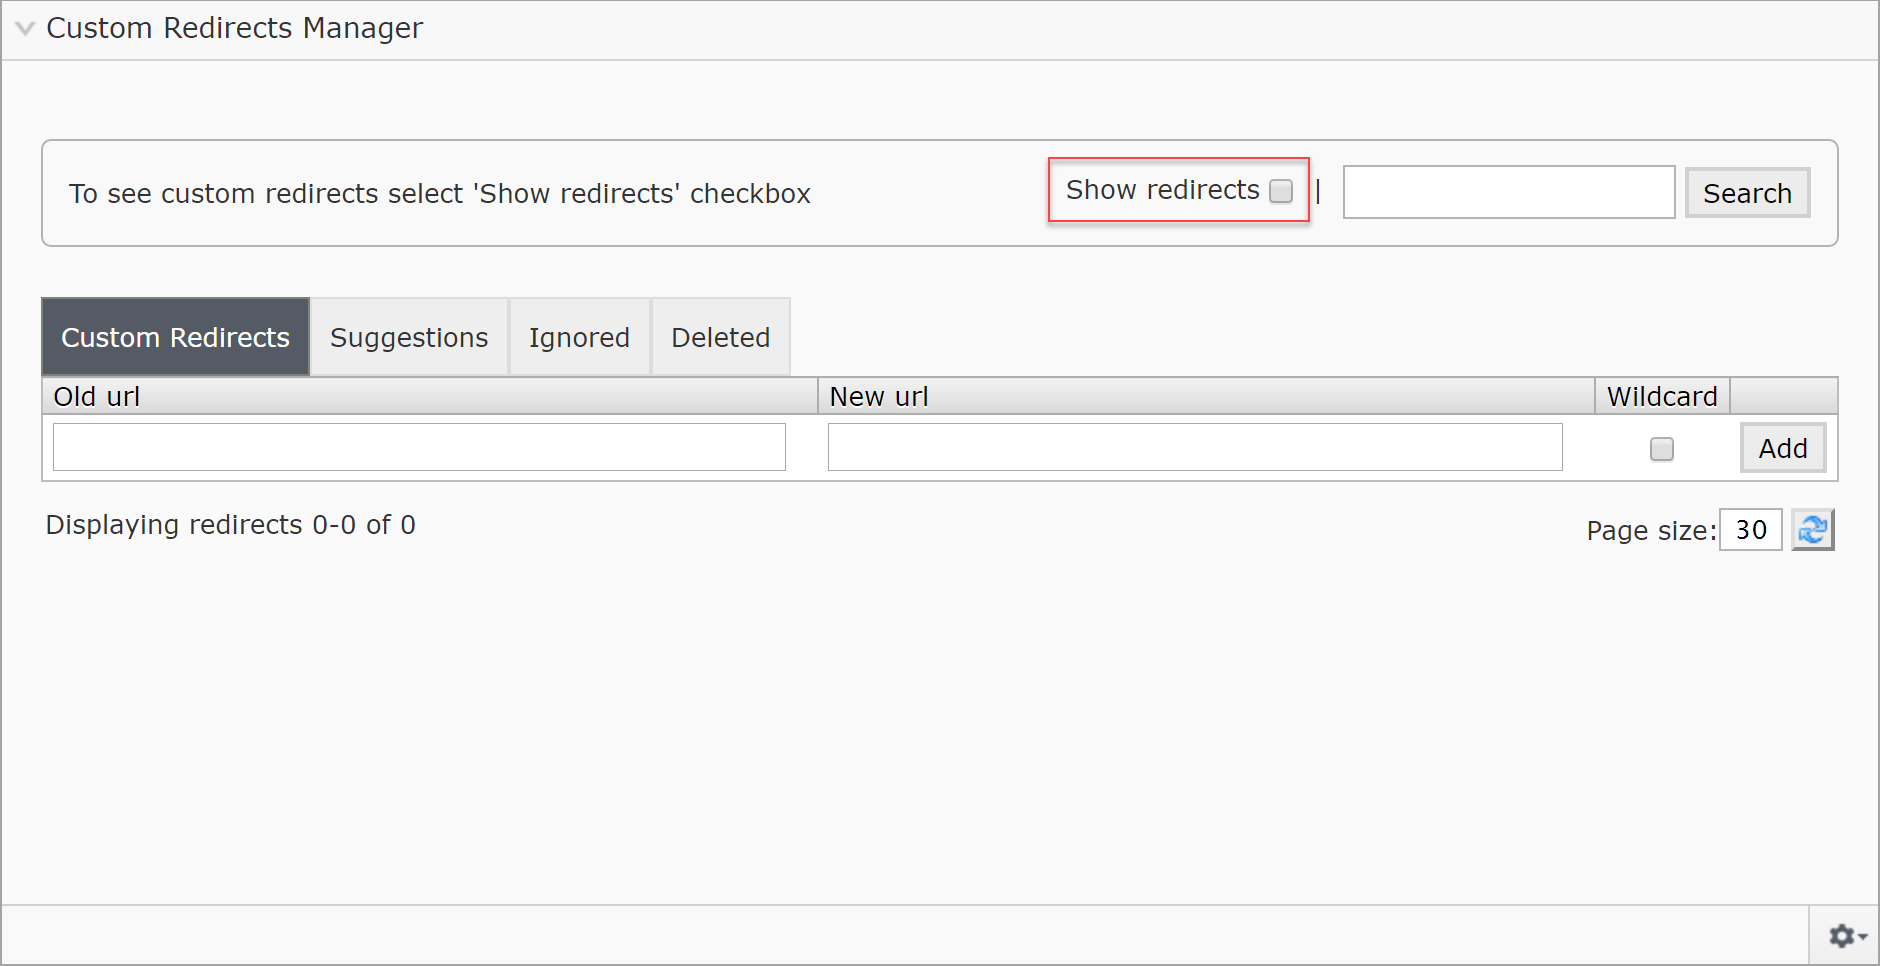 Custom Redirects Manager
To see custom redirects select 'Show redirects' checkbox
Show redirects |
Search
Custom Redirects
Suggestions
Ignored
Deleted
Old url
New url
Wildcard
Add
Displaying redirects 0-0 of 0
Page size: 30